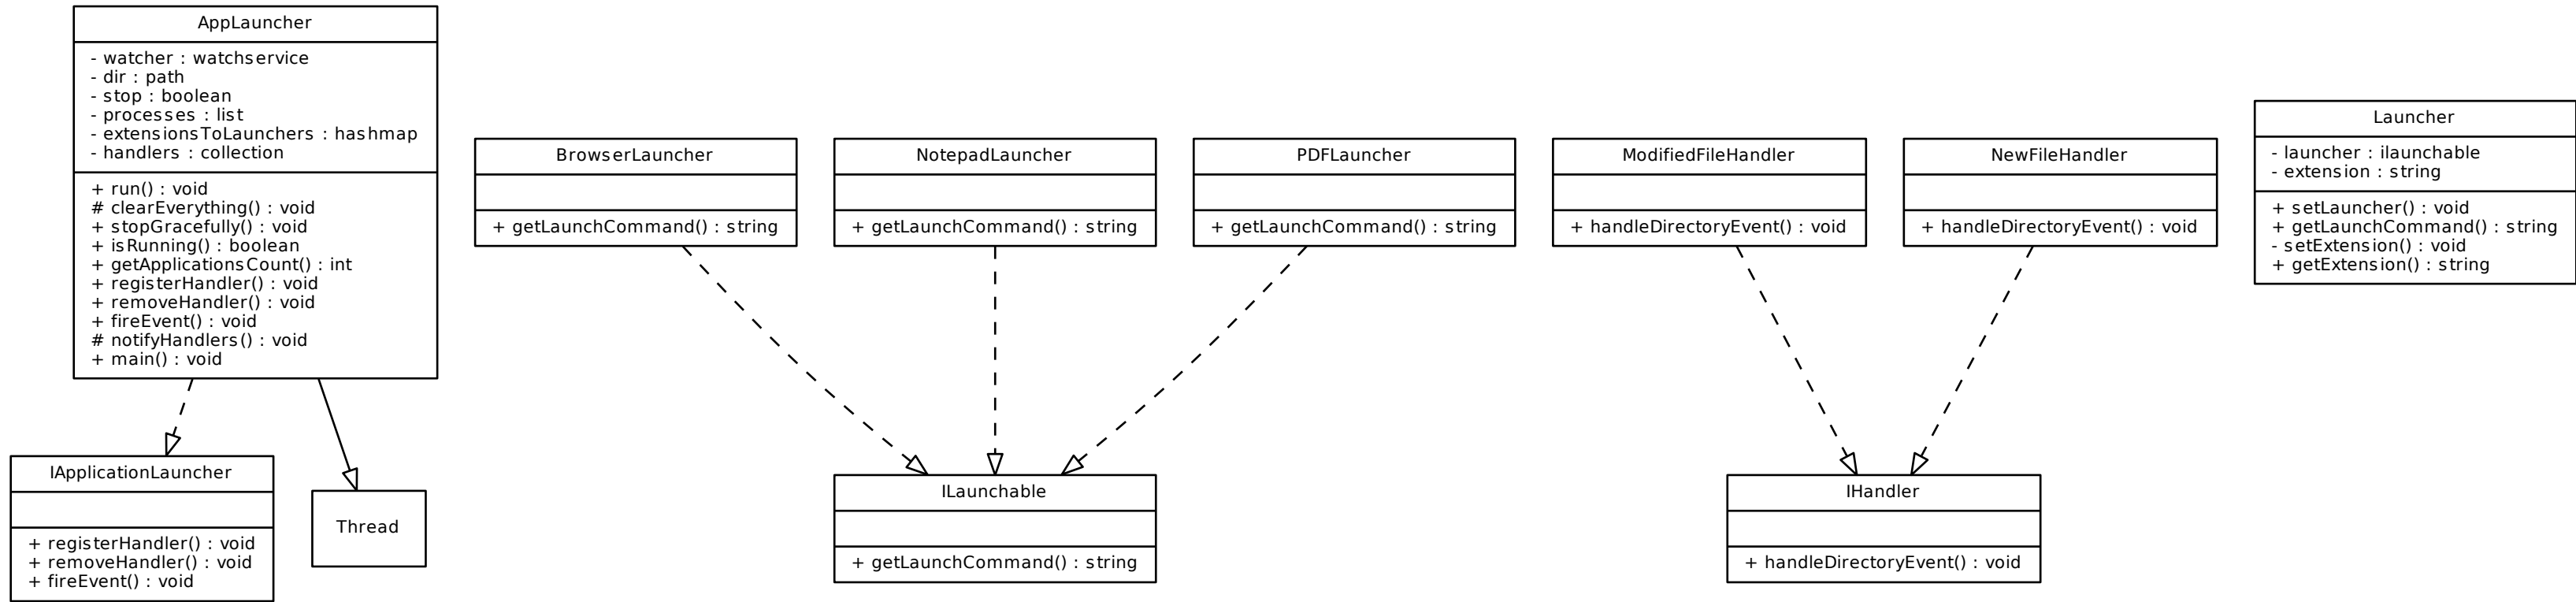 AppLauncher
- watcher : watchservice
- dir : path
- stop : boolean
- processes : list
- extensionsToLaunchers : hashmap
- handlers : collection
+ run() : void
# clearEverything() : void
+ stopGracefully() : void
+ isRunning() : boolean
+ getApplicationsCount() : int
+ registerHandler() : void
+ removeHandler() : void
+ fireEvent() : void
# notifyHandlers() : void
+ main() : void
BrowserLauncher
+ getLaunchCommand() : string
NotepadLauncher
+ getLaunchCommand() : string
PDFLauncher
+ getLaunchCommand() : string
ModifiedFileHandler
+ handleDirectoryEvent() : void
NewFileHandler
+ handleDirectoryEvent() : void
Launcher
- launcher : ilaunchable
- extension : string
+ setLauncher() : void
+ getLaunchCommand() : string
- setExtension() : void
+ getExtension() : string
IApplicationLauncher
+ registerHandler() : void
+ removeHandler() : void
+ fireEvent() : void
Thread
ILaunchable
+ getLaunchCommand() : string
IHandler
+ handleDirectoryEvent() : void